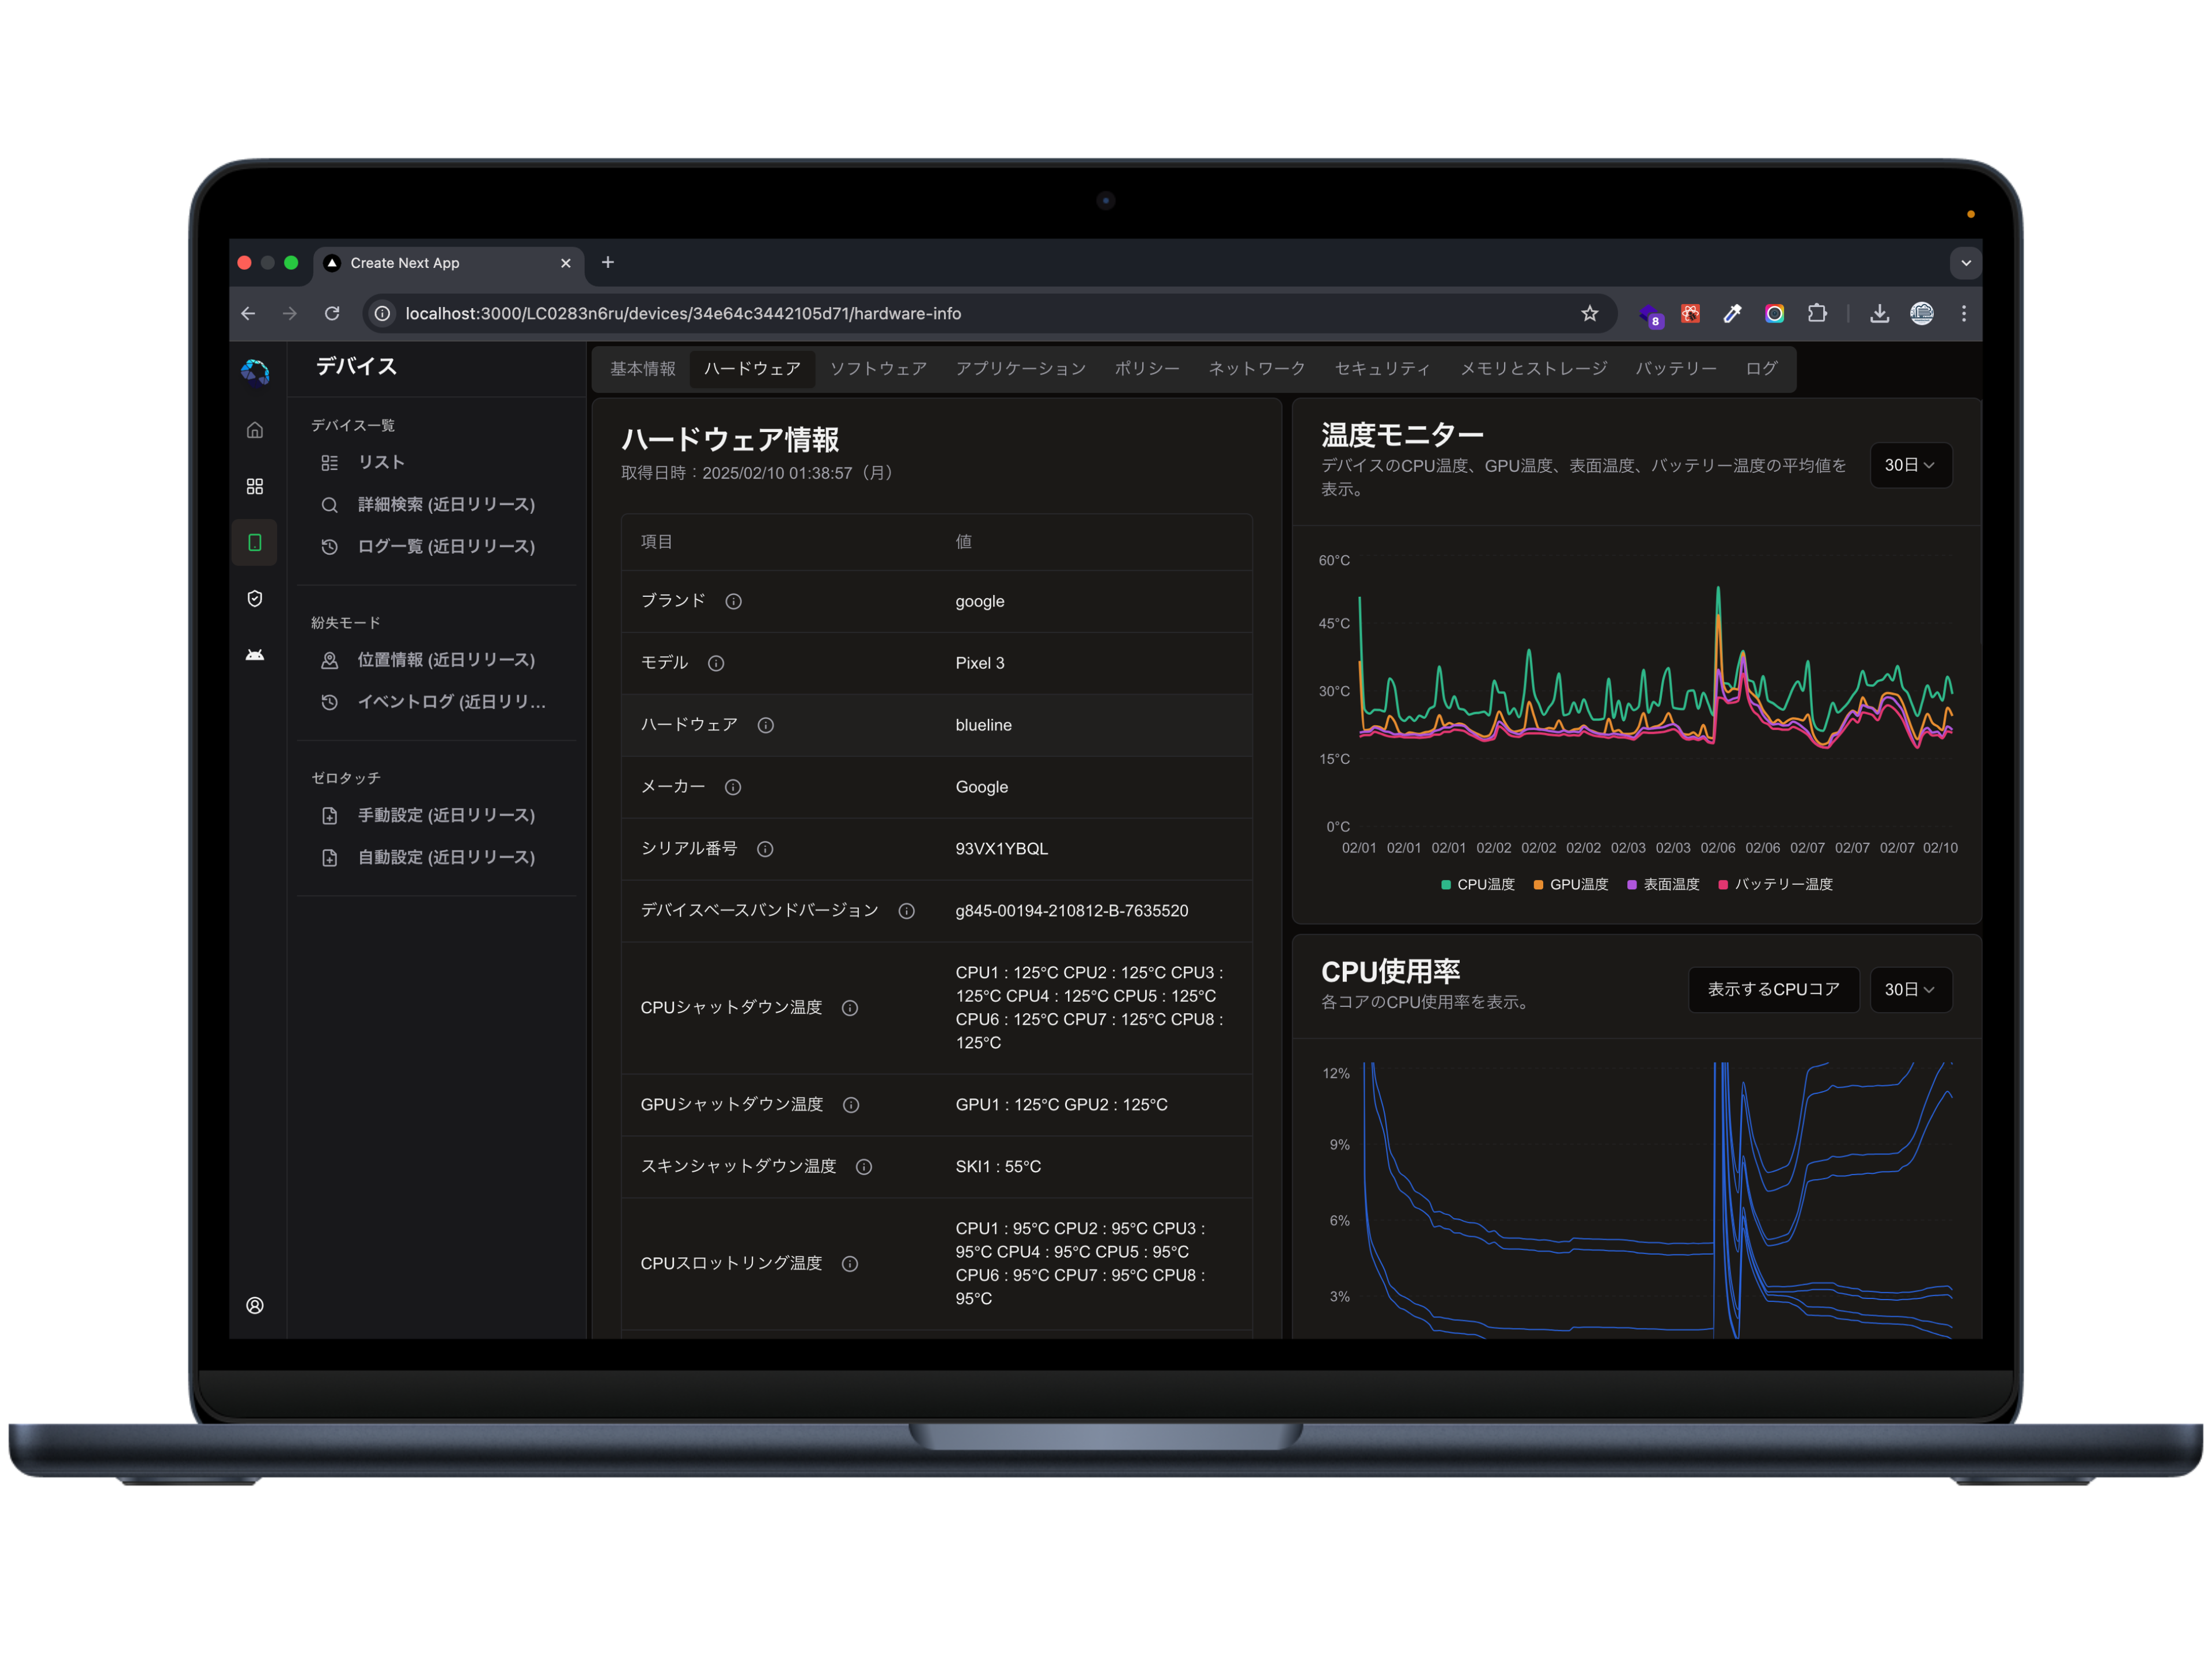 Create Next App
localhost:3000/LC0283n6ru/devices/34e64c3442105d71/hardware-info
8
デバイス
デバイス一覧
リスト
詳細検索 (近日リリース)
ログ一覧 (近日リリース)
紛失モード
位置情報 (近日リリース)
イベントログ (近日リリ...
ゼロタッチ
手動設定 (近日リリース)
自動設定 (近日リリース)
基本情報 ハードウェア ソフトウェア アプリケーション ポリシー ネットワーク セキュリティ メモリとストレージ バッテリー ログ
ハードウェア情報
取得日時：2025/02/10 01:38:57（月）
項目 値
ブランド google
モデル Pixel 3
ハードウェア blueline
メーカー Google
シリアル番号 93VX1YBQL
デバイスベースバンドバージョン g845-00194-210812-B-7635520
CPUシャットダウン温度
CPU1 : 125°C CPU2 : 125°C CPU3 :
125°C CPU4 : 125°C CPU5 : 125°C
CPU6 : 125°C CPU7 : 125°C CPU8 :
125°C
GPUシャットダウン温度 GPU1 : 125°C GPU2 : 125°C
スキンシャットダウン温度 SKI1 : 55°C
CPUスロットリング温度
CPU1 : 95°C CPU2 : 95°C CPU3 :
95°C CPU4 : 95°C CPU5 : 95°C
CPU6 : 95°C CPU7 : 95°C CPU8 :
95°C
温度モニター
デバイスのCPU温度、GPU温度、表面温度、バッテリー温度の平均値を
表示。
30日
60°C
45°C
30°C
15°C
0°C
02/01 02/01 02/01 02/02 02/02 02/02 02/03 02/03 02/06 02/06 02/07 02/07 02/07 02/10
CPU温度 GPU温度 表面温度 バッテリー温度
CPU使用率
各コアのCPU使用率を表示。
表示するCPUコア 30日
12%
9%
6%
3%